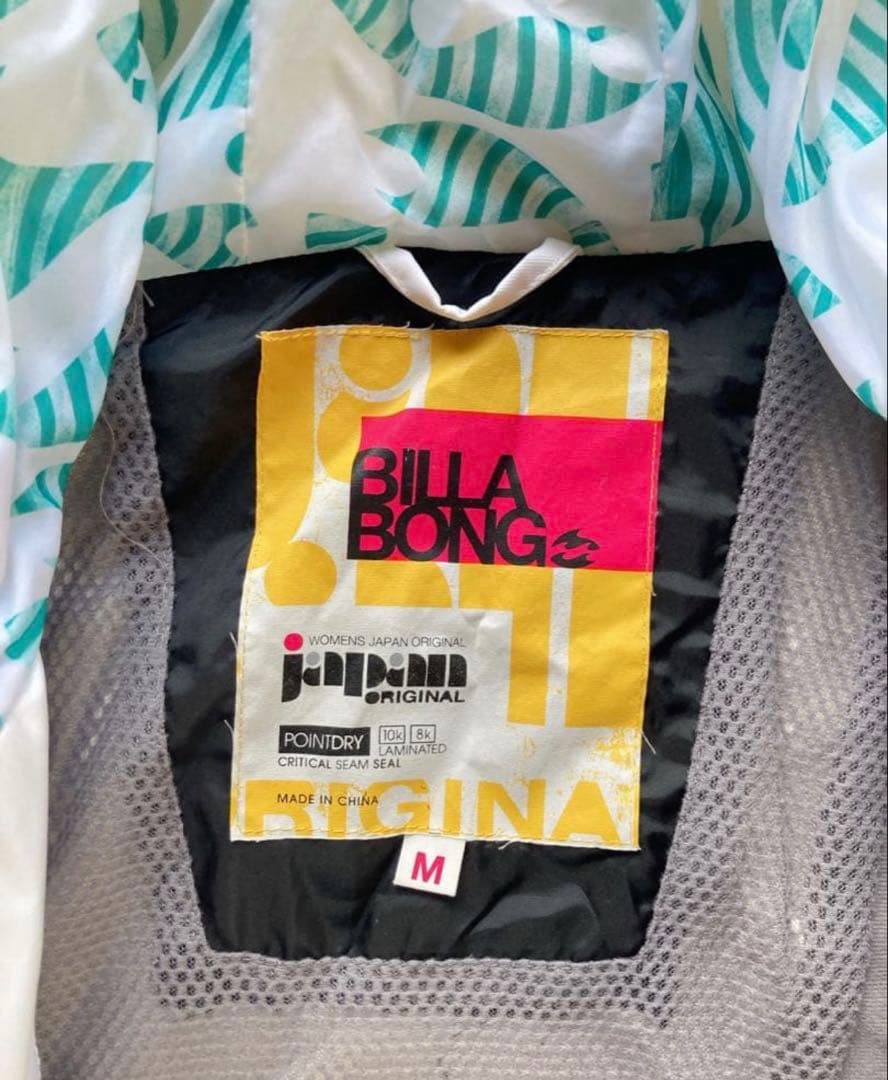 BILLA
BONG
WOMENS JAPAN ORIGINAL
japan
ORIGINAL
POINTDRY 10k 8k
LAMINATED
CRITICAL SEAM SEAL
RIGINA
MADE IN CHINA
M